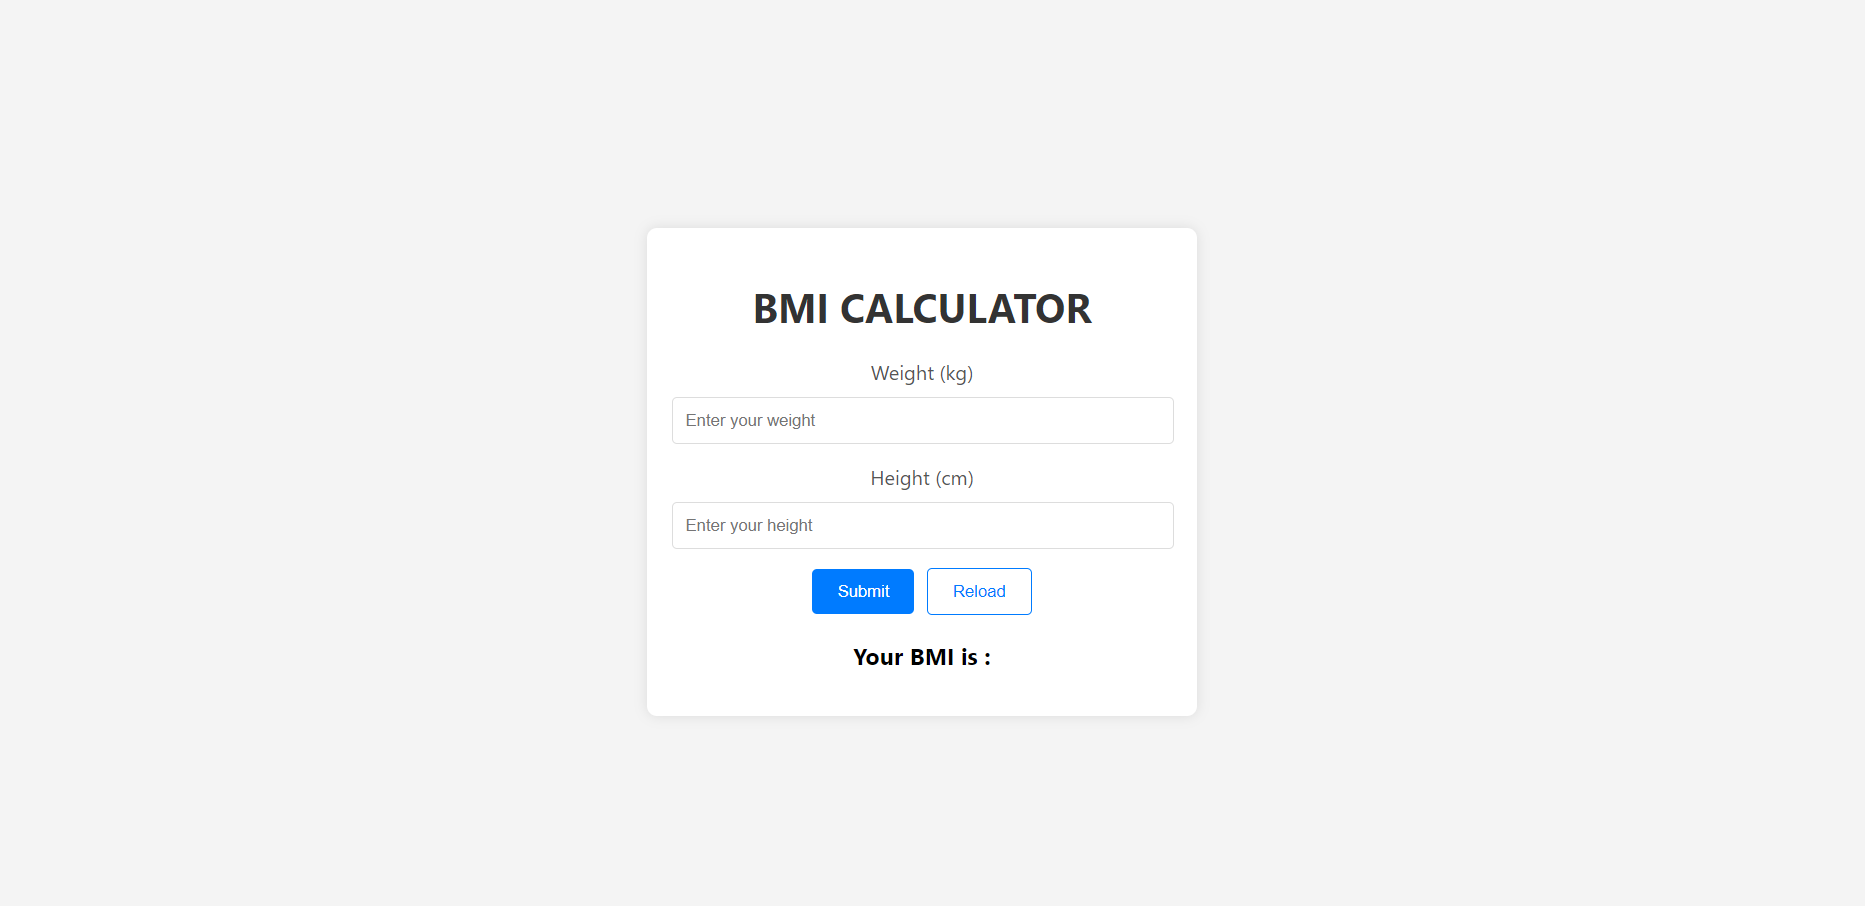 BMI CALCULATOR
Weight (kg)
Enter your weight
Height (cm)
Enter your height
Submit Reload
Your BMI is :